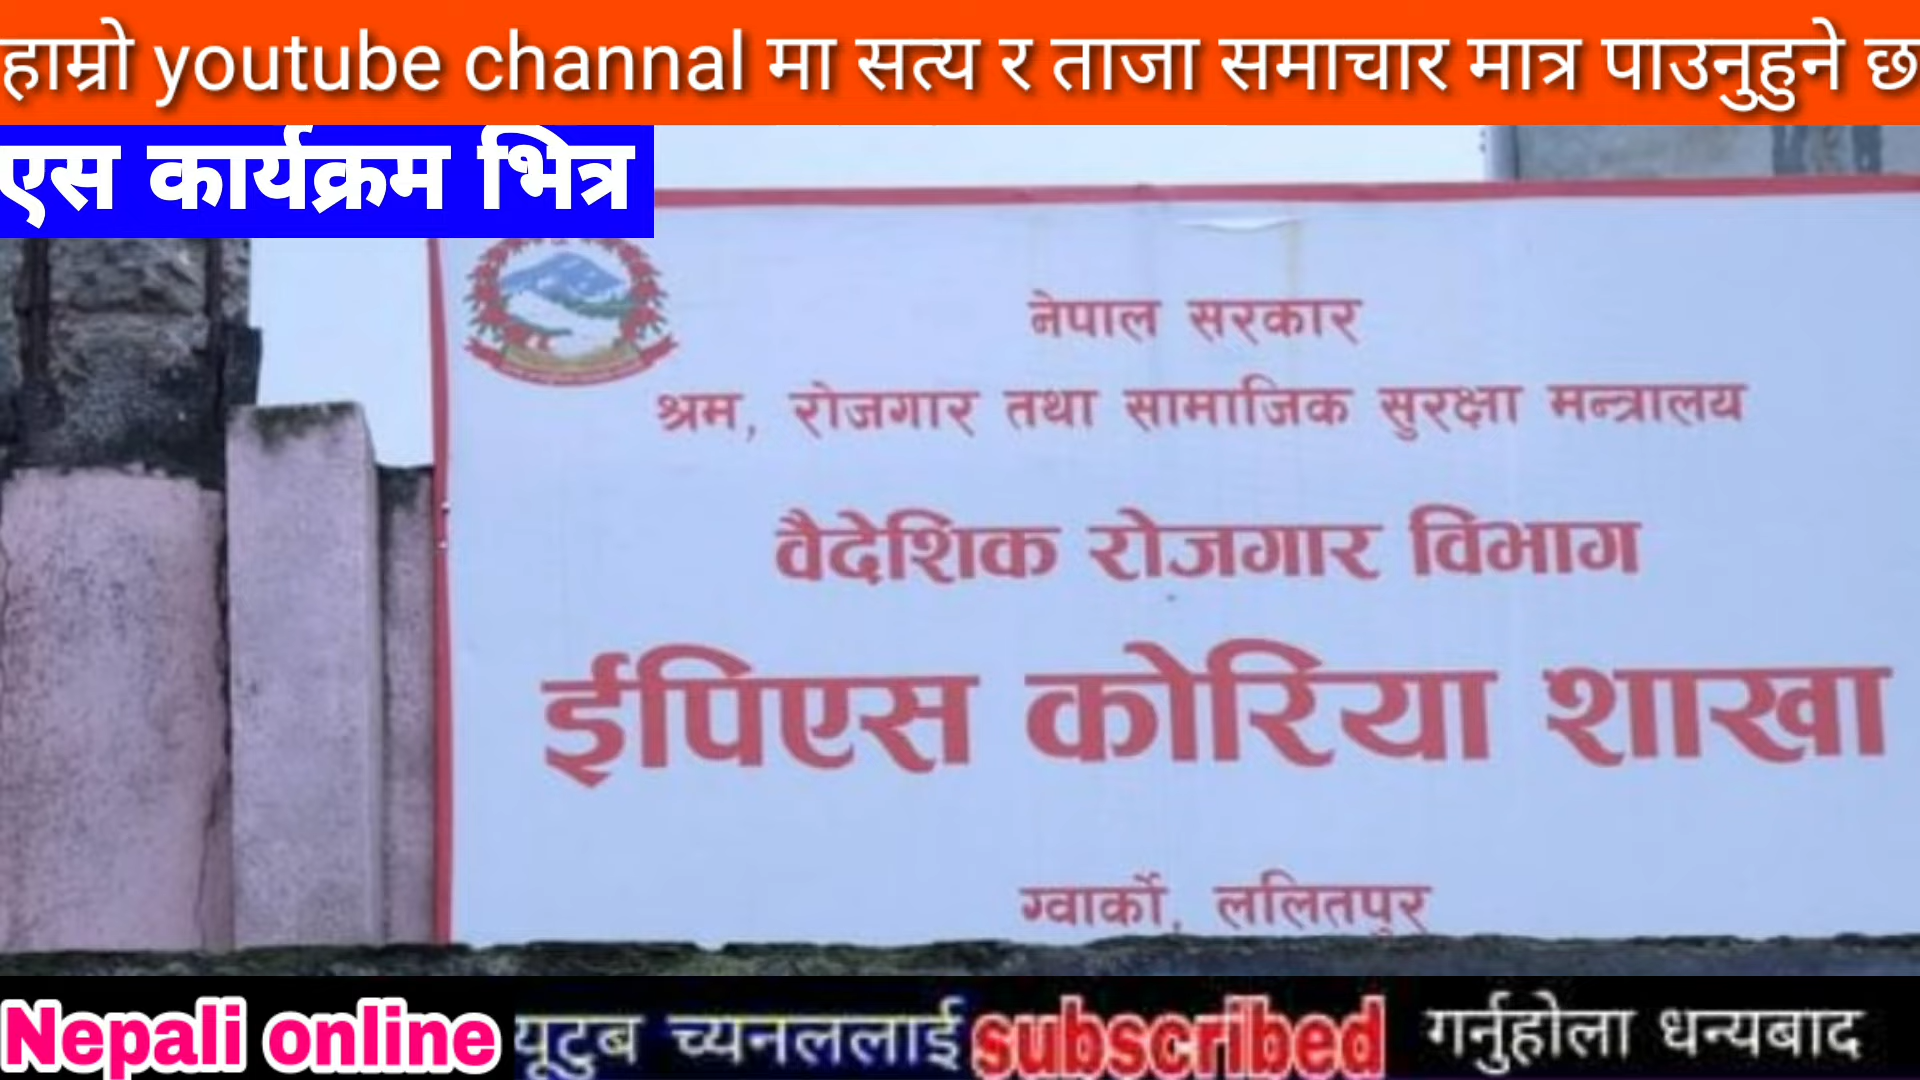 हाम्रो youtube channal मा सत्य र ताजा समाचार मात्र पाउनुहुने छ
एस कार्यक्रम भित्र
नेपाल सरकार
श्रम, रोजगार तथा सामाजिक सुरक्षा मन्त्रालय
वैदेशिक रोजगार विभाग
ईपिएस कोरिया शाखा
ग्वार्को, ललितपुर
Nepali online यूटुब च्यनललाई subscribed गर्नुहोला धन्यबाद